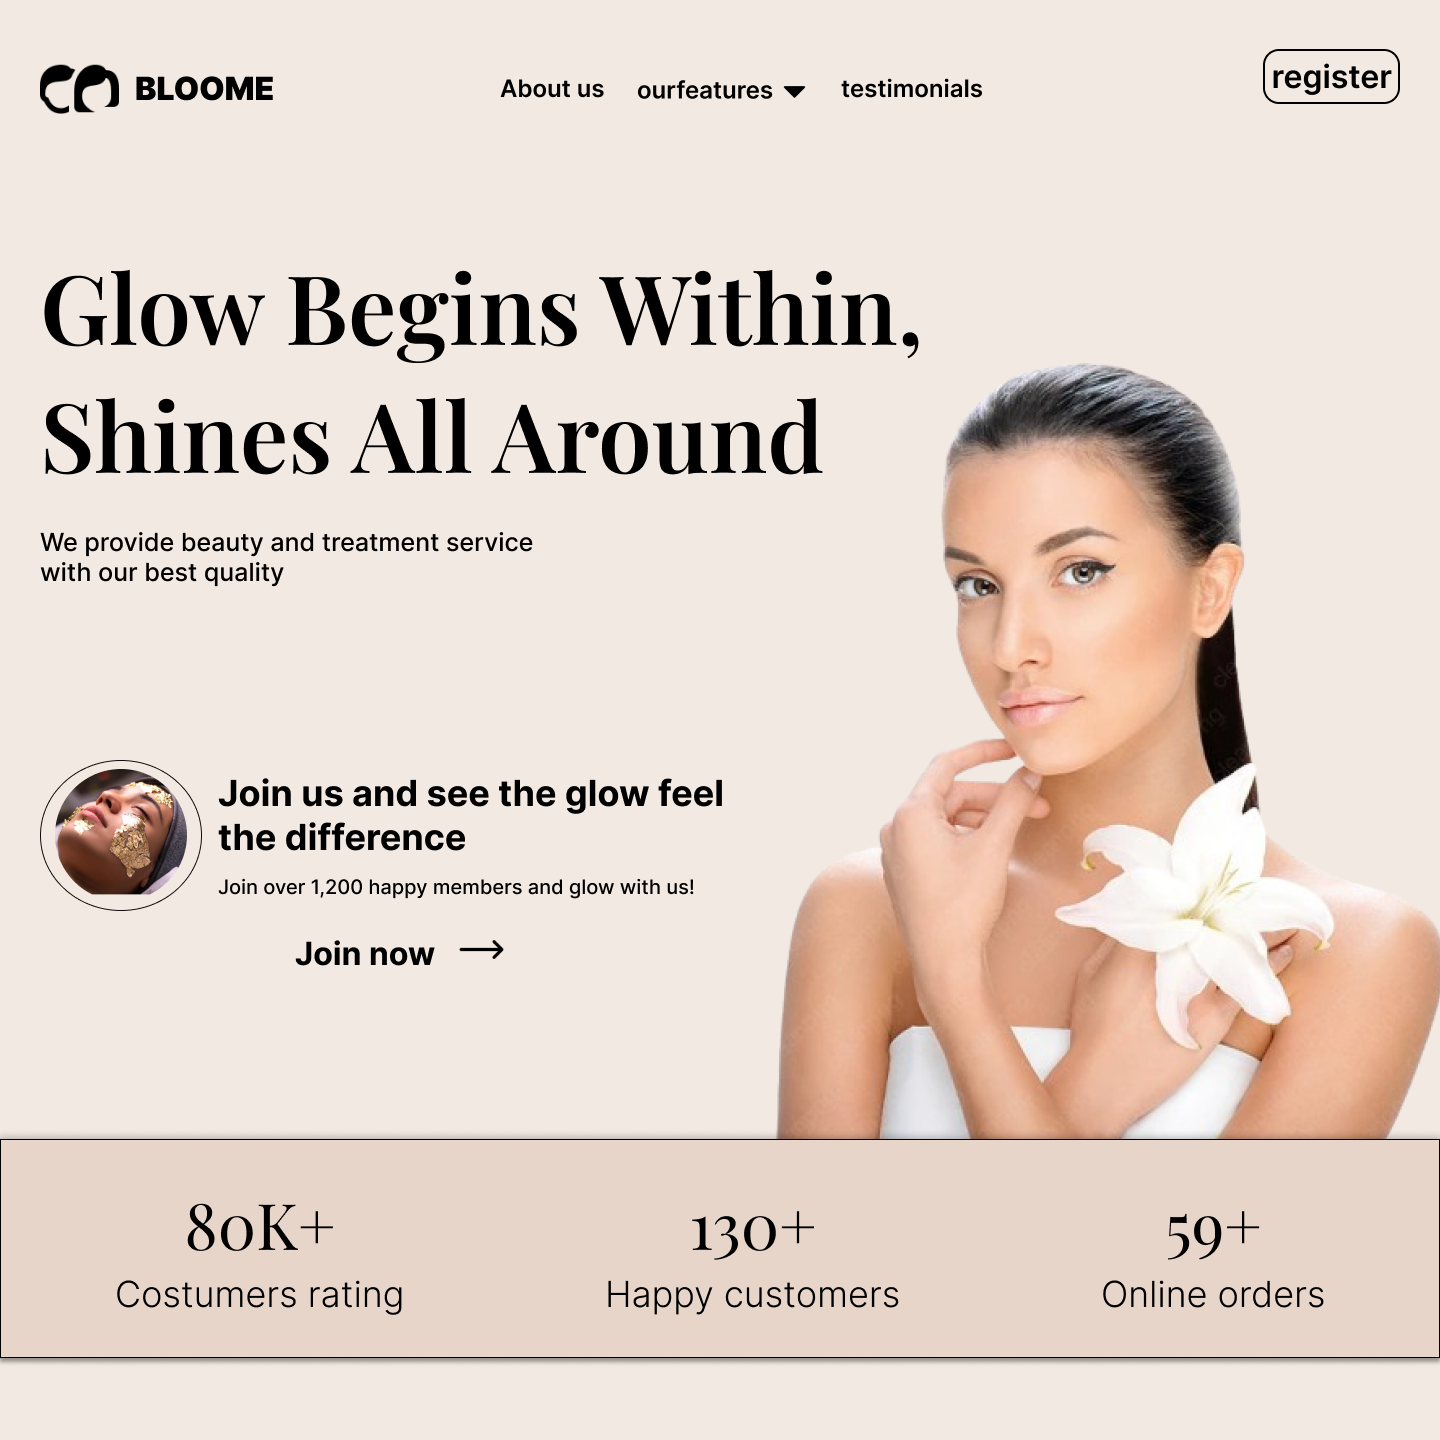 BLOOME
About us
ourfeatures
testimonials
register
Glow Begins Within,
Shines All Around
We provide beauty and treatment service
with our best quality
Join us and see the glow feel
the difference
Join over 1,200 happy members and glow with us!
Join now
80K+
Costumers rating
130+
Happy customers
59+
Online orders